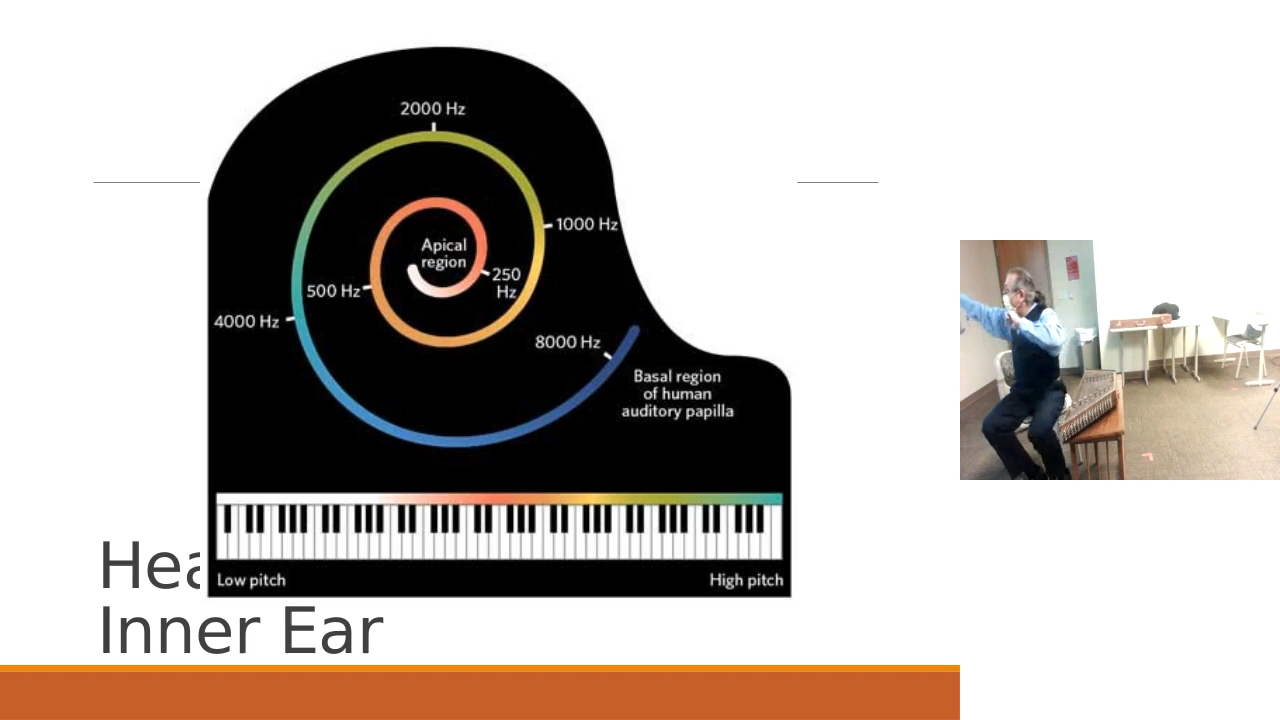 2000 Hz
1000 Hz
Apical
region
250
Hz
500 Hz
4000 Hz
8000 Hz
Basal region
of human
auditory papilla
Low pitch
High pitch
Hea
Inner Ear